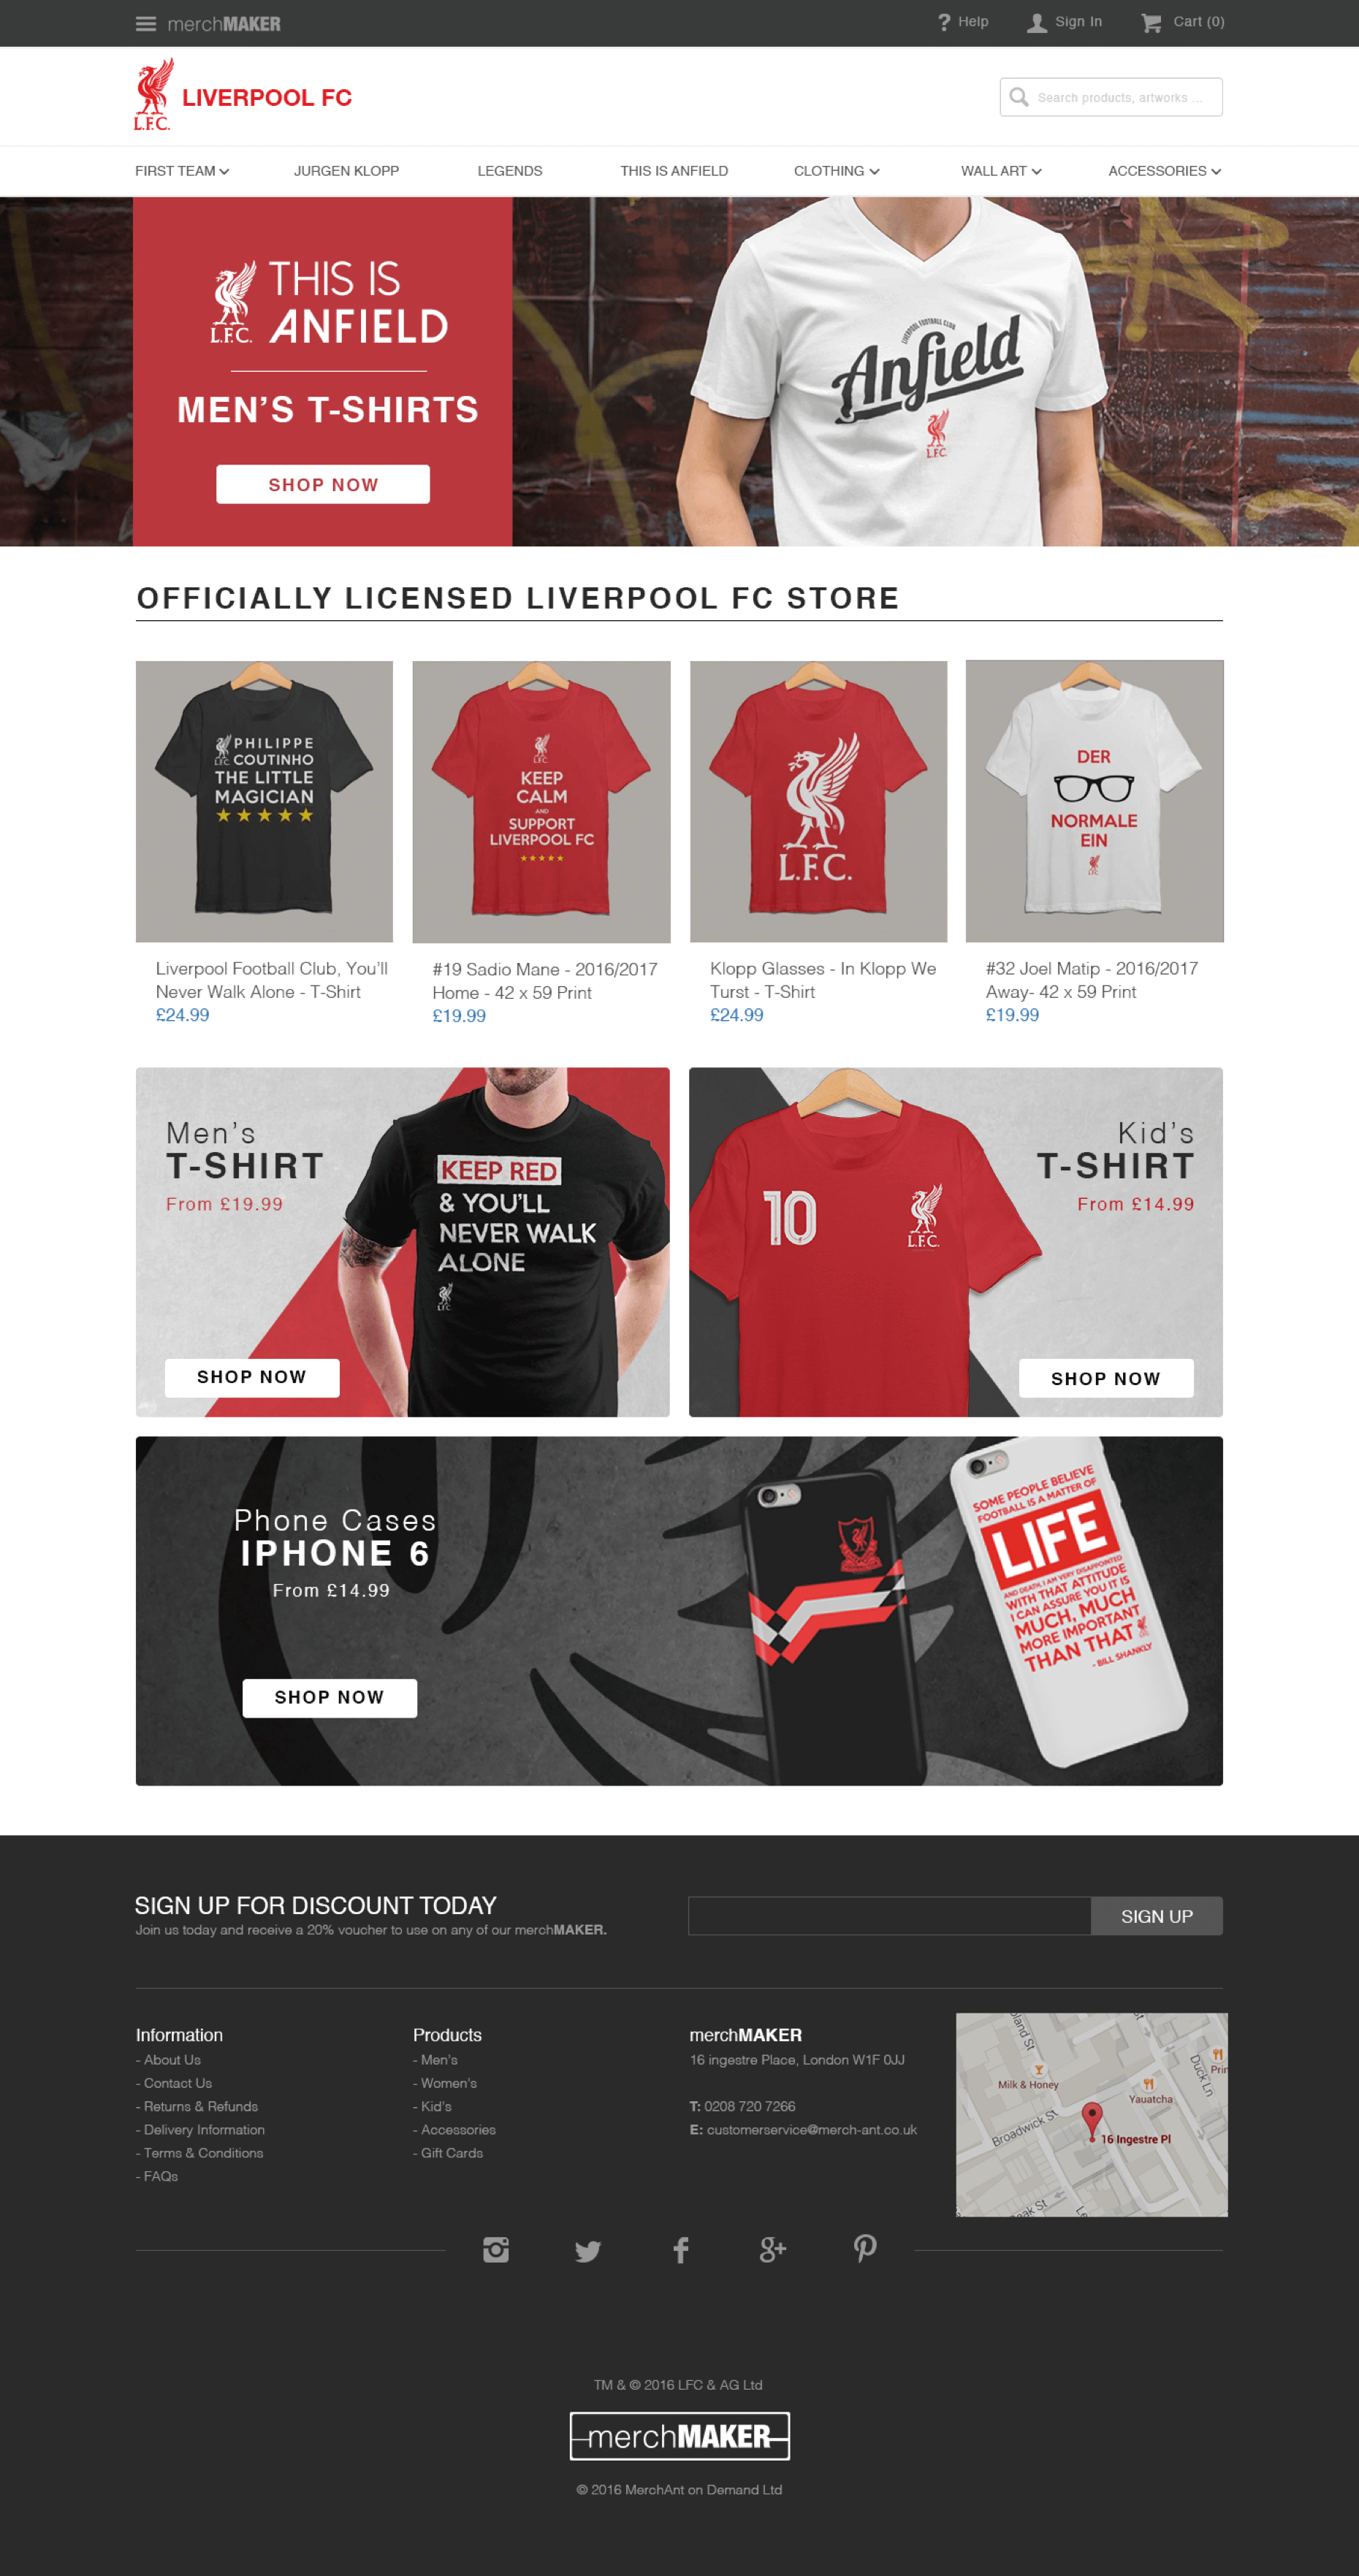 merchMAKER
Help
Sign In
Cart (0)
L.F.C.
LIVERPOOL FC
Search products, artworks ...
FIRST TEAM
JURGEN KLOPP
LEGENDS
THIS IS ANFIELD
CLOTHING
WALL ART
ACCESSORIES
L.F.C.
THIS IS
ANFIELD
MEN'S T-SHIRTS
SHOP NOW
LIVERPOOL FOOTBALL CLUB
Anfield
L.F.C.
OFFICIALLY LICENSED LIVERPOOL FC STORE
PHILIPPE
L.F.C. COUTINHO
THE LITTLE
MAGICIAN
L.F.C.
KEEP
CALM
AND
SUPPORT
LIVERPOOL FC
L.F.C.
DER
NORMALE
EIN
L.F.C.
Liverpool Football Club, You'll
Never Walk Alone - T-Shirt
£24.99
#19 Sadio Mane - 2016/2017
Home - 42 x 59 Print
£19.99
Klopp Glasses - In Klopp We
Turst - T-Shirt
£24.99
#32 Joel Matip - 2016/2017
Away- 42 x 59 Print
£19.99
Men's
T-SHIRT
From £19.99
KEEP RED
& YOU'LL
NEVER WALK
ALONE
L.F.C.
SHOP NOW
10
L.F.C.
Kid's
T-SHIRT
From £14.99
SHOP NOW
Phone Cases
IPHONE 6
From £14.99
SHOP NOW
SOME PEOPLE BELIEVE
FOOTBALL IS A MATTER OF
LIFE
AND DEATH, I AM VERY DISAPPOINTED
WITH THAT ATTITUDE
I CAN ASSURE YOU IT IS
MUCH, MUCH
MORE IMPORTANT
THAN THAT
- BILL SHANKLY
SIGN UP FOR DISCOUNT TODAY
Join us today and receive a 20% voucher to use on any of our merchMAKER.
SIGN UP
Information
- About Us
- Contact Us
- Returns & Refunds
- Delivery Information
- Terms & Conditions
- FAQs
Products
- Men's
- Women's
- Kid's
- Accessories
- Gift Cards
merchMAKER
16 ingestre Place, London W1F 0JJ
T: 0208 720 7266
E: customerservice@merch-ant.co.uk
oland St
Milk & Honey
Yauatcha
Prin
Duck Ln
Broadwick St
16 Ingestre Pl
eak St
Le
TM & © 2016 LFC & AG Ltd
merchMAKER
© 2016 MerchAnt on Demand Ltd